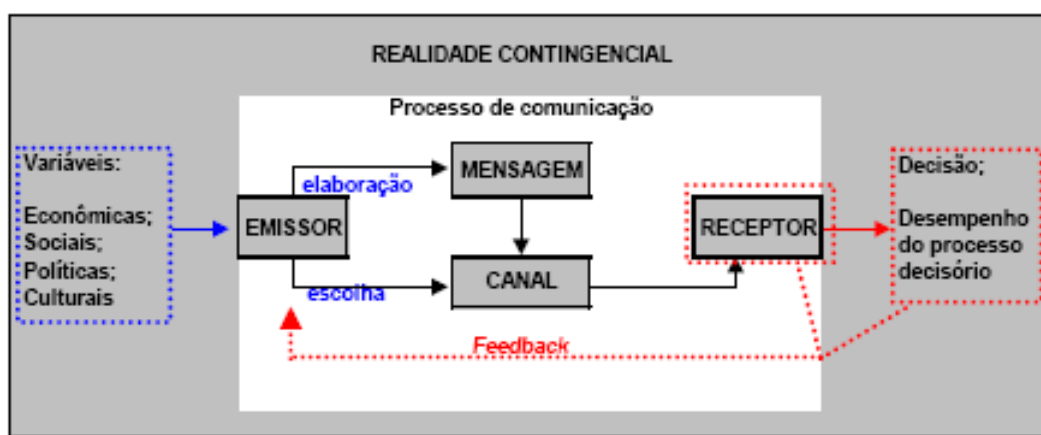 REALIDADE CONTINGENCIAL
Processo de comunicação
Variáveis:
Econômicas;
Sociais;
Políticas;
Culturais
EMISSOR
elaboração
escolha
MENSAGEM
CANAL
RECEPTOR
Decisão;
Desempenho
do processo
decisório
Feedback